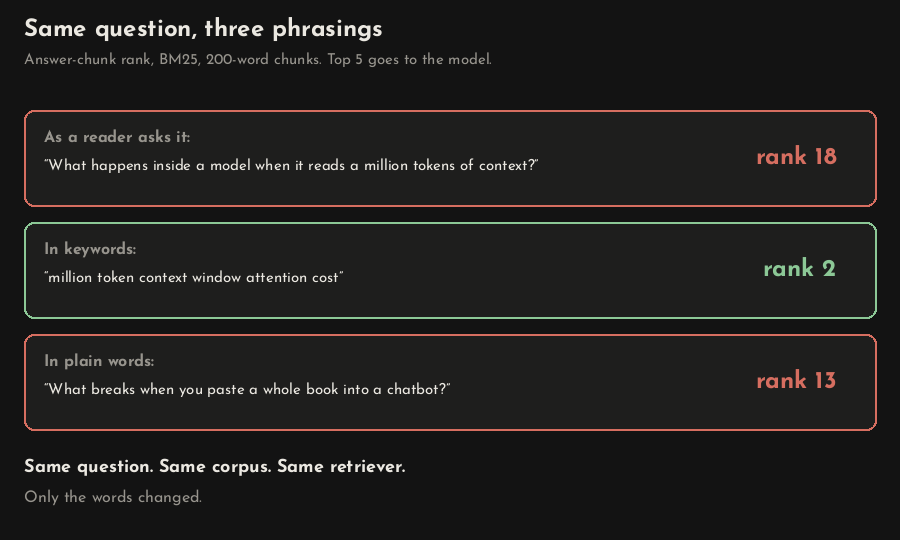 Same question, three phrasings
Answer-chunk rank, BM25, 200-word chunks. Top 5 goes to the model.
As a reader asks it:
"What happens inside a model when it reads a million tokens of context?"
rank 18
In keywords:
"million token context window attention cost"
rank 2
In plain words:
"What breaks when you paste a whole book into a chatbot?"
rank 13
Same question. Same corpus. Same retriever.
Only the words changed.